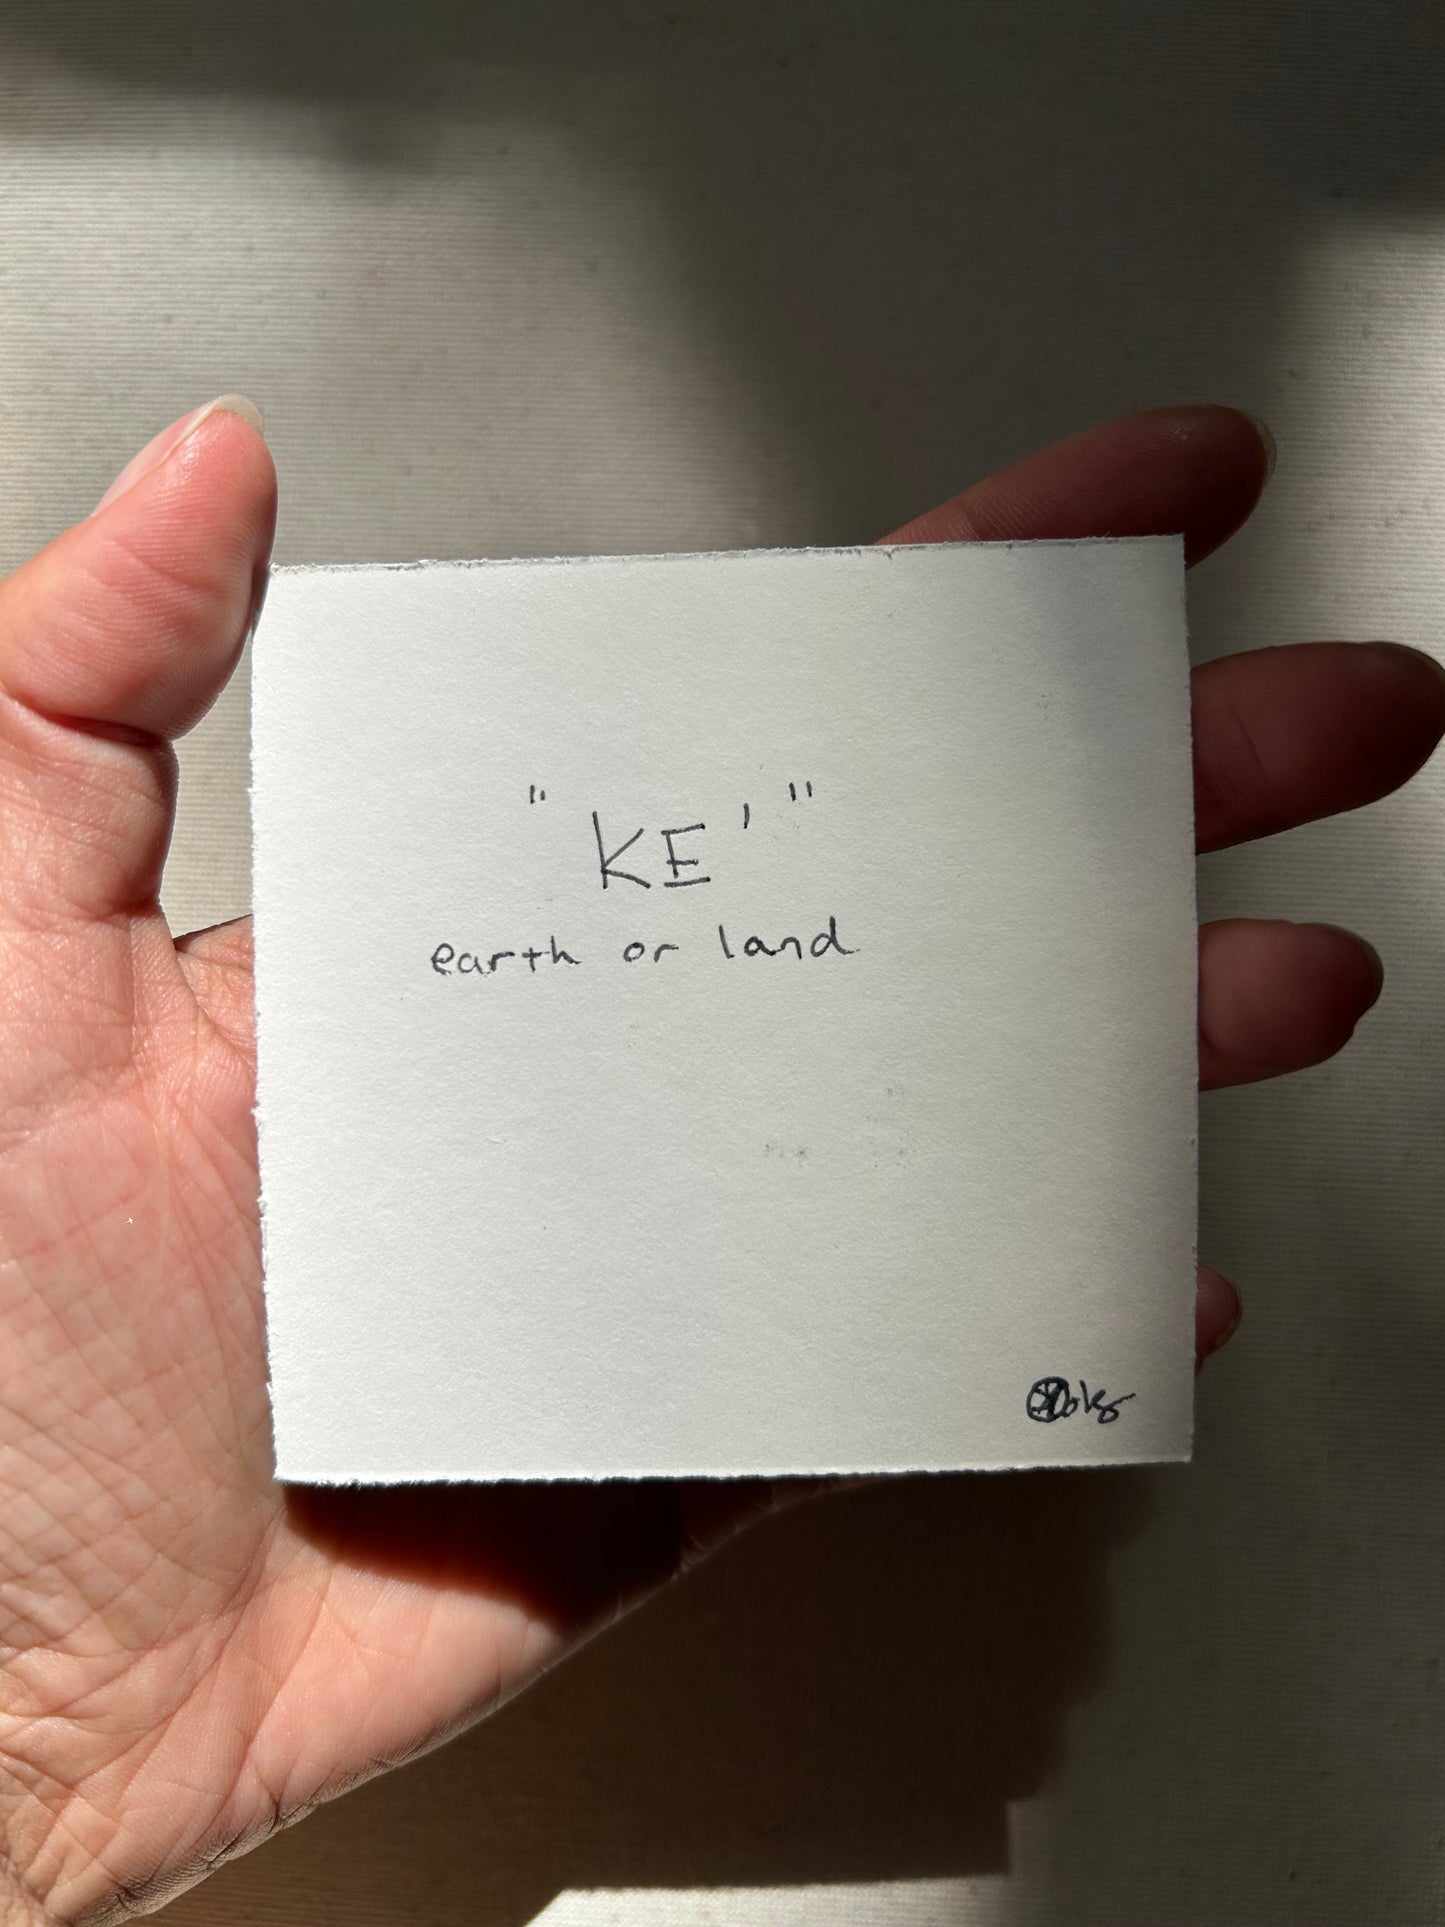 "KE'"
earth or land